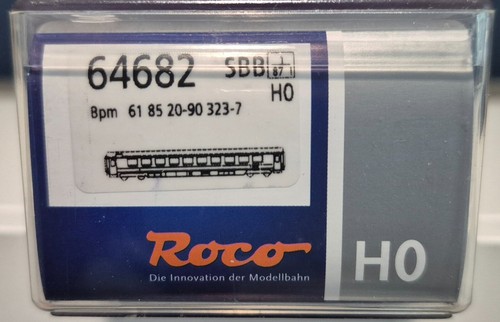 64682 SBB 1/87
H0
Bpm 61 85 20-90 323-7
Roco
Die Innovation der Modellbahn
H0